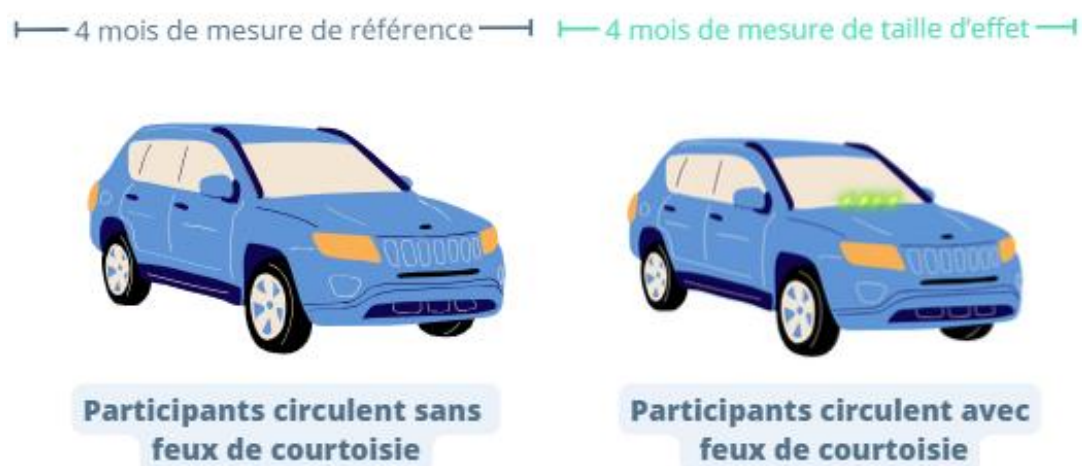 4 mois de mesure de référence
4 mois de mesure de taille d'effet
Participants circulent sans
feux de courtoisie
Participants circulent avec
feux de courtoisie